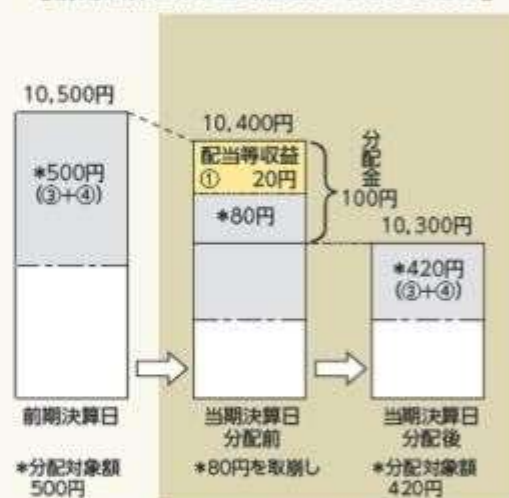 10,500円
*500円
(③+④)
10,400円
配当等収益
① 20円
*80円
分配金
100円
10,300円
*420円
(③+④)
前期決算日
当期決算日
分配前
当期決算日
分配後
*分配対象額
500円
*80円を取崩し
*分配対象額
420円